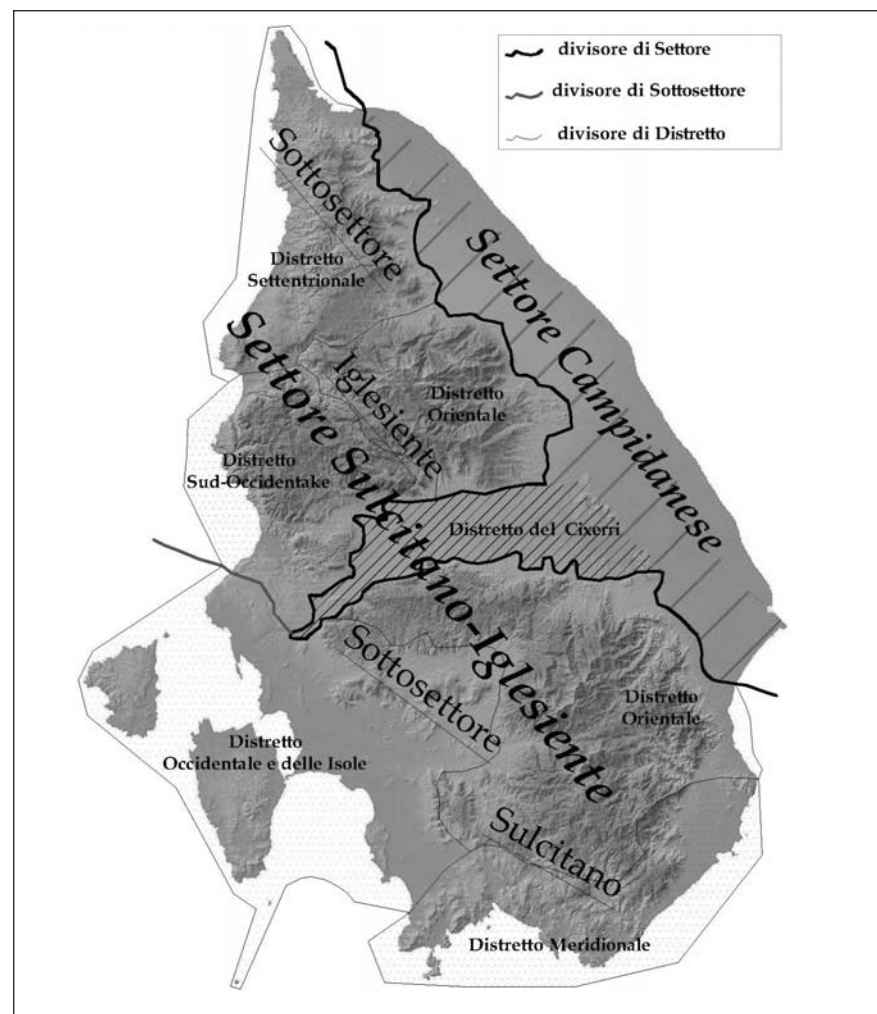 divisore di Settore
divisore di Sottosettore
divisore di Distretto
Sottosettore
Iglesiente
Settore Campidanese
Settore Sulcitano-Iglesiente
Distretto
Settentrionale
Distretto
Orientale
Distretto
Sud-Occidentake
Distretto del Cixerri
Sottosettore
Sulcitano
Distretto
Orientale
Distretto
Occidentale e delle Isole
Distretto Meridionale